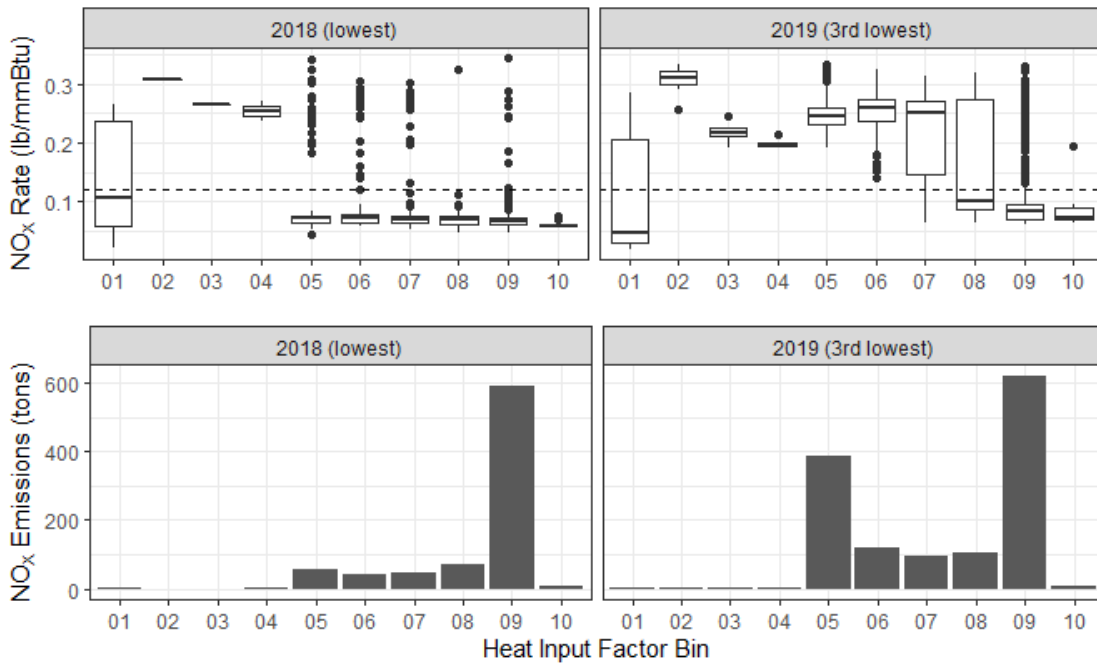 2018 (lowest) 2019 (3rd lowest)
NOx Rate (lb/mmBtu)
0.3
0.2
0.1
01 02 03 04 05 06 07 08 09 10 01 02 03 04 05 06 07 08 09 10
2018 (lowest) 2019 (3rd lowest)
NOx Emissions (tons)
600
400
200
0
01 02 03 04 05 06 07 08 09 10 01 02 03 04 05 06 07 08 09 10
Heat Input Factor Bin